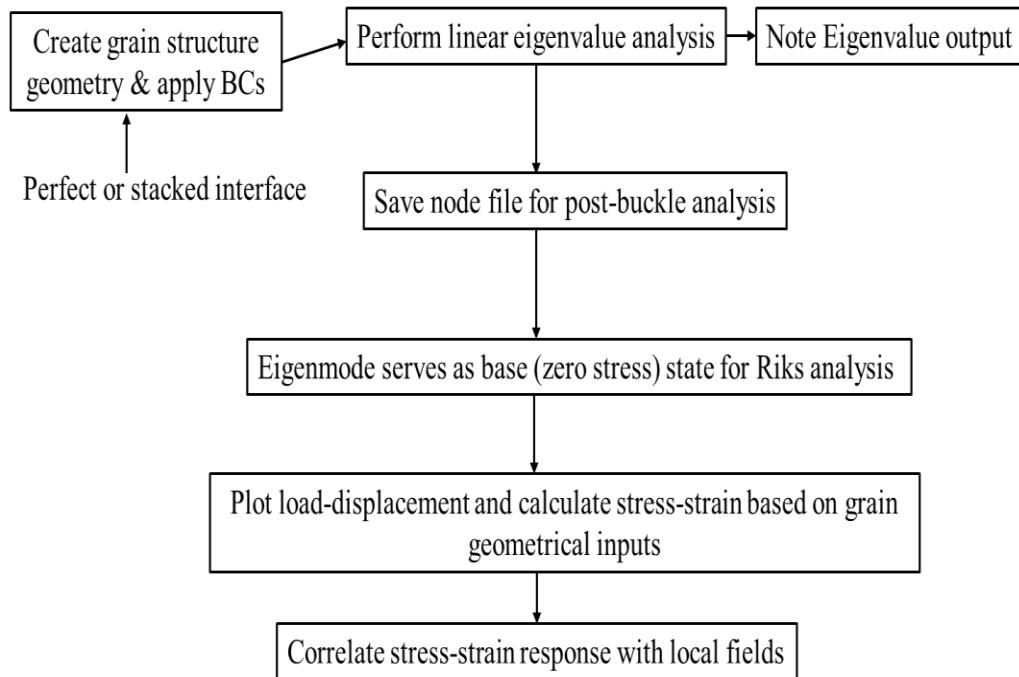 Create grain structure
geometry & apply BCs
Perform linear eigenvalue analysis
Note Eigenvalue output
Perfect or stacked interface
Save node file for post-buckle analysis
Eigenmode serves as base (zero stress) state for Riks analysis
Plot load-displacement and calculate stress-strain based on grain
geometrical inputs
Correlate stress-strain response with local fields